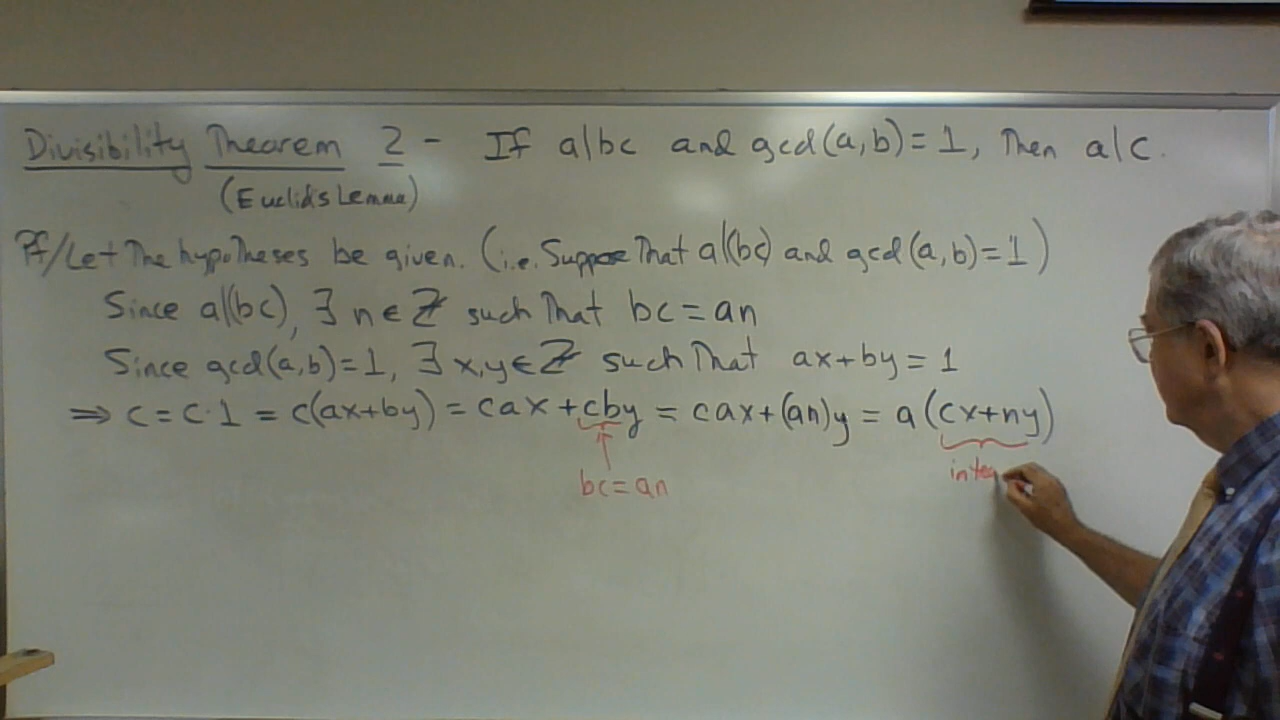 Divisibility Theorem 2 - If a|bc and gcd(a,b)=1, Then a|c.
(Euclid's Lemma)
Pf/Let The hypotheses be given. (i.e. Suppose That a|(bc) and gcd(a,b)=1)
Since a|(bc), ∃ n∈ℤ such That bc=an
Since gcd(a,b)=1, ∃ x,y∈ℤ such That ax+by=1
⇒ c=c·1 = c(ax+by) = cax+cby = cax+(an)y = a(cx+ny)
bc=an
integ